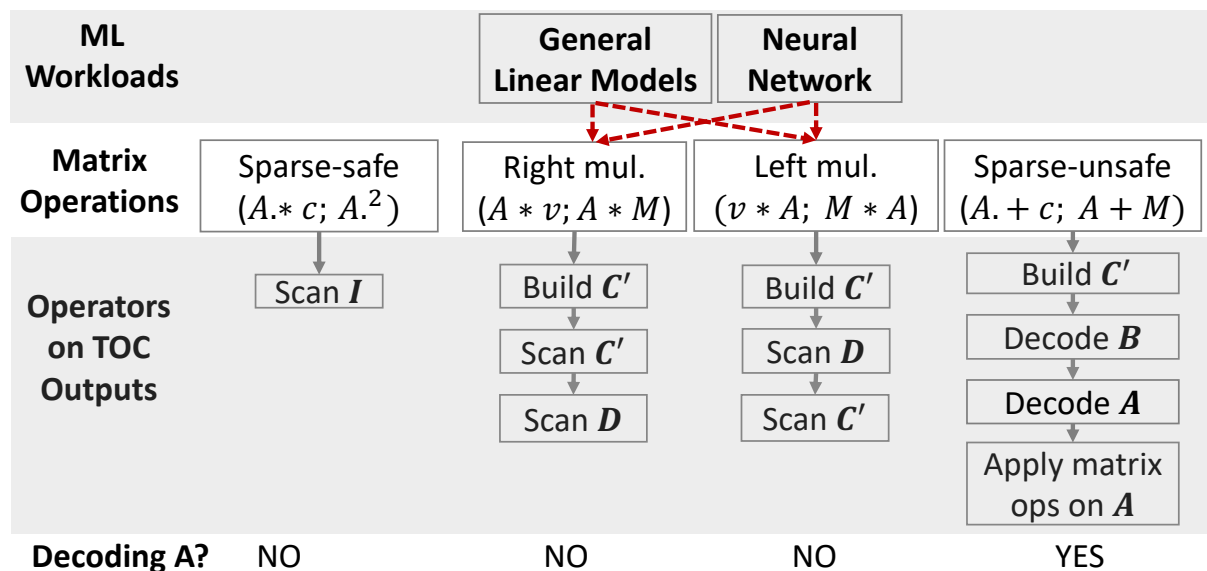 ML
Workloads
General
Linear Models
Neural
Network
Matrix
Operations
Sparse-safe
(A.* c; A.²)
Right mul.
(A * v; A * M)
Left mul.
(v * A; M * A)
Sparse-unsafe
(A. + c; A + M)
Operators
on TOC
Outputs
Scan I
Build C′
Scan C′
Scan D
Build C′
Scan D
Scan C′
Build C′
Decode B
Decode A
Apply matrix
ops on A
Decoding A? NO NO NO YES